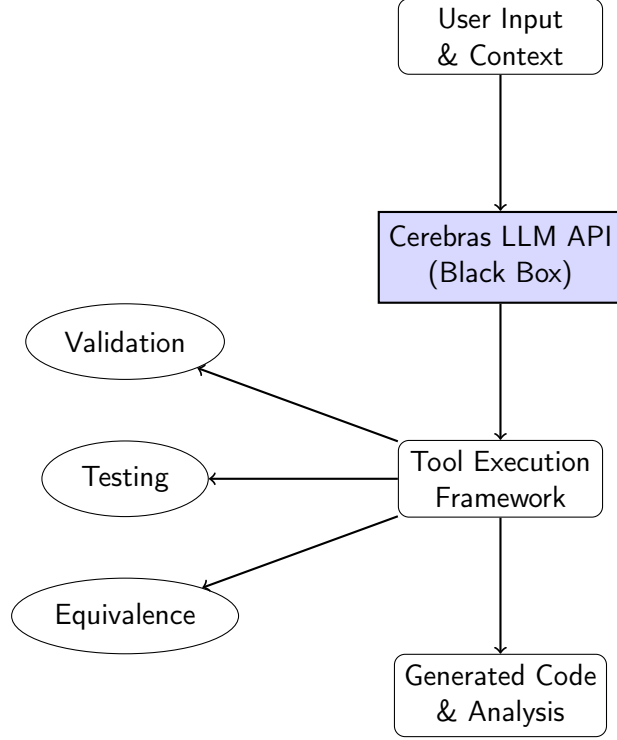 User Input
& Context
Cerebras LLM API
(Black Box)
Validation
Testing
Equivalence
Tool Execution
Framework
Generated Code
& Analysis